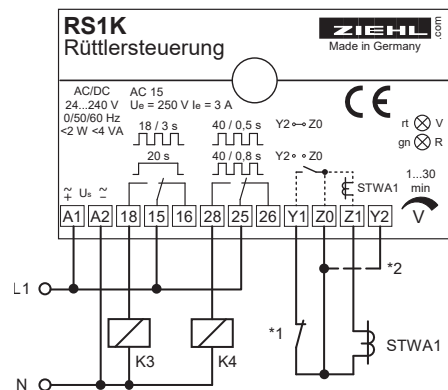 RS1K
Rüttlersteuerung
ZIEHL.com
Made in Germany
AC/DC
24...240 V
0/50/60 Hz
<2 W <4 VA
AC 15
Ue = 250 V Ie = 3 A
18 / 3 s
20 s
40 / 0,5 s
40 / 0,8 s
Y2 Z0
Y2 Z0
CE
rt V
gn R
STWA1
1...30
min
V
~ Us ~
+ −
A1 A2 18 15 16 28 25 26 Y1 Z0 Z1 Y2
L1
*2
*1
K3
K4
STWA1
N